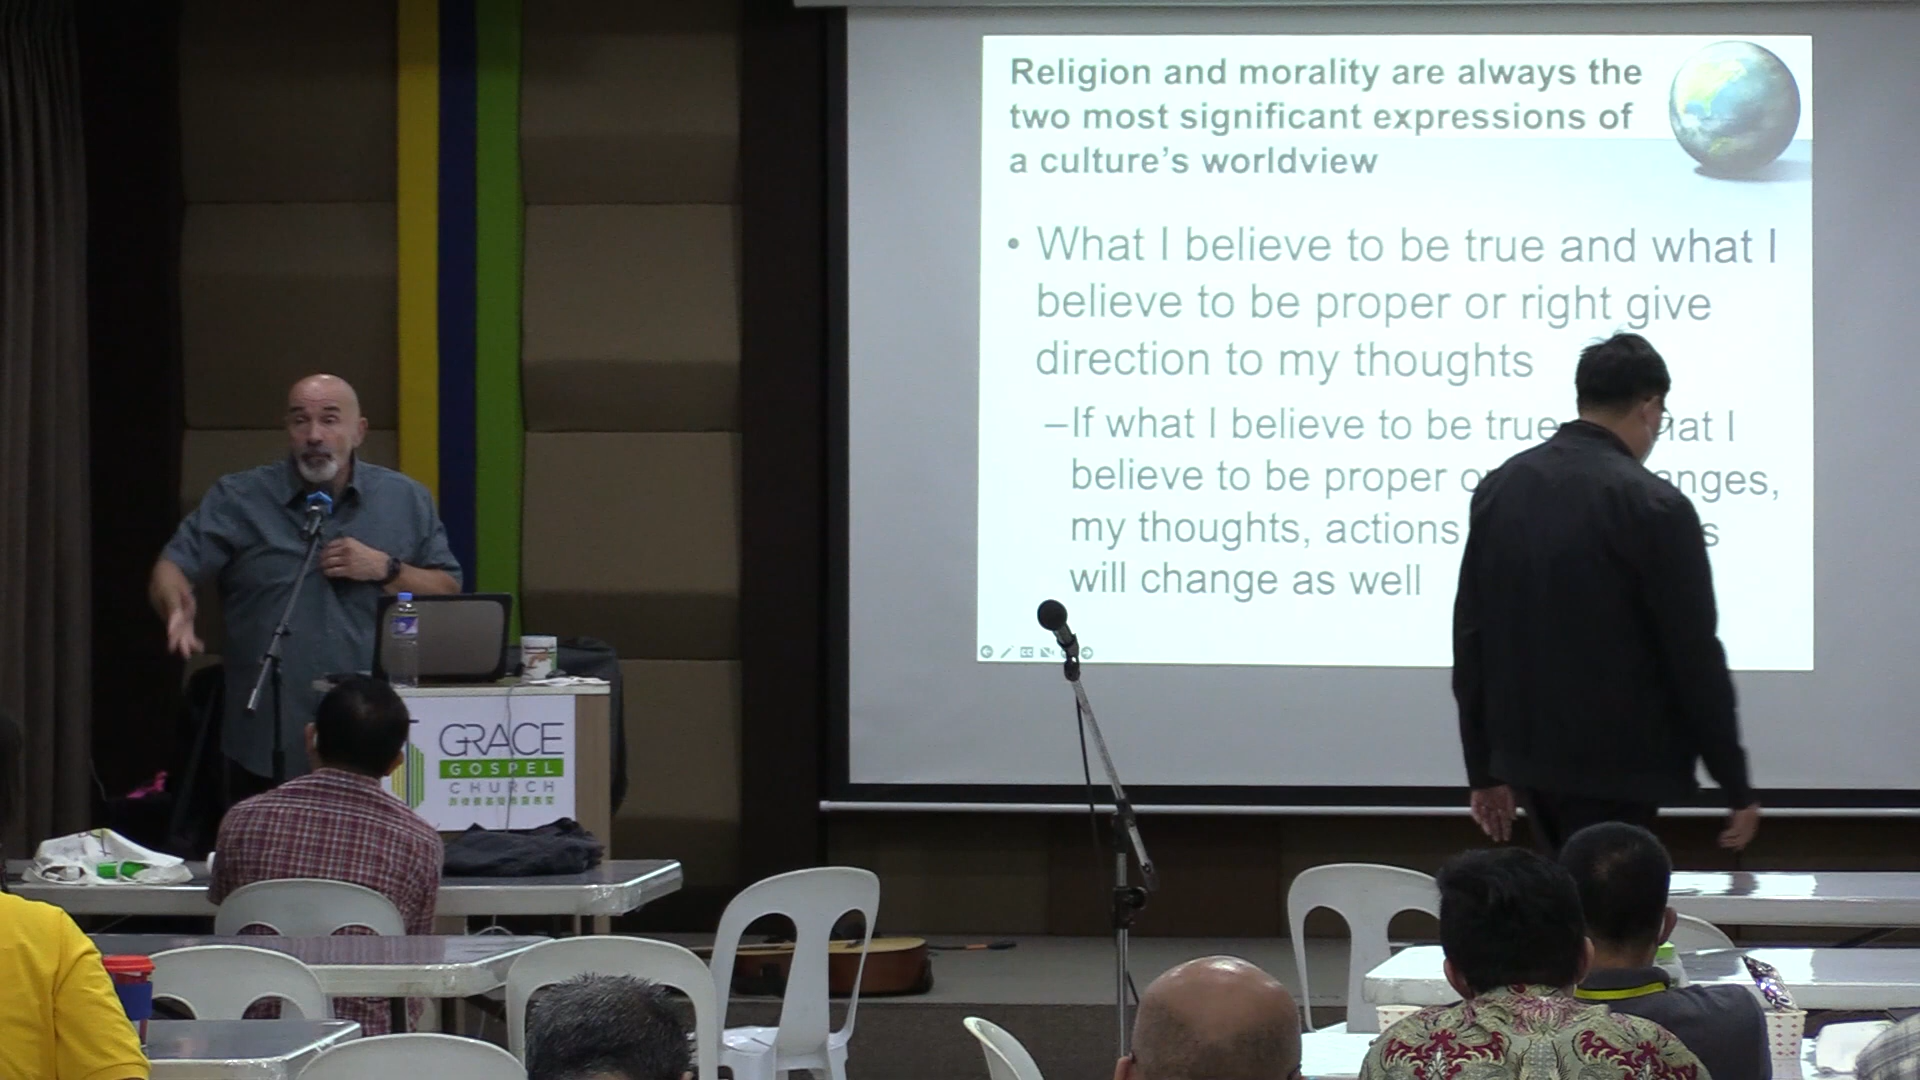 Religion and morality are always the
two most significant expressions of
a culture's worldview
• What I believe to be true and what I
believe to be proper or right give
direction to my thoughts
–If what I believe to be true I
believe to be proper
my thoughts, actions
will change as well
GRACE
GOSPEL
CHURCH